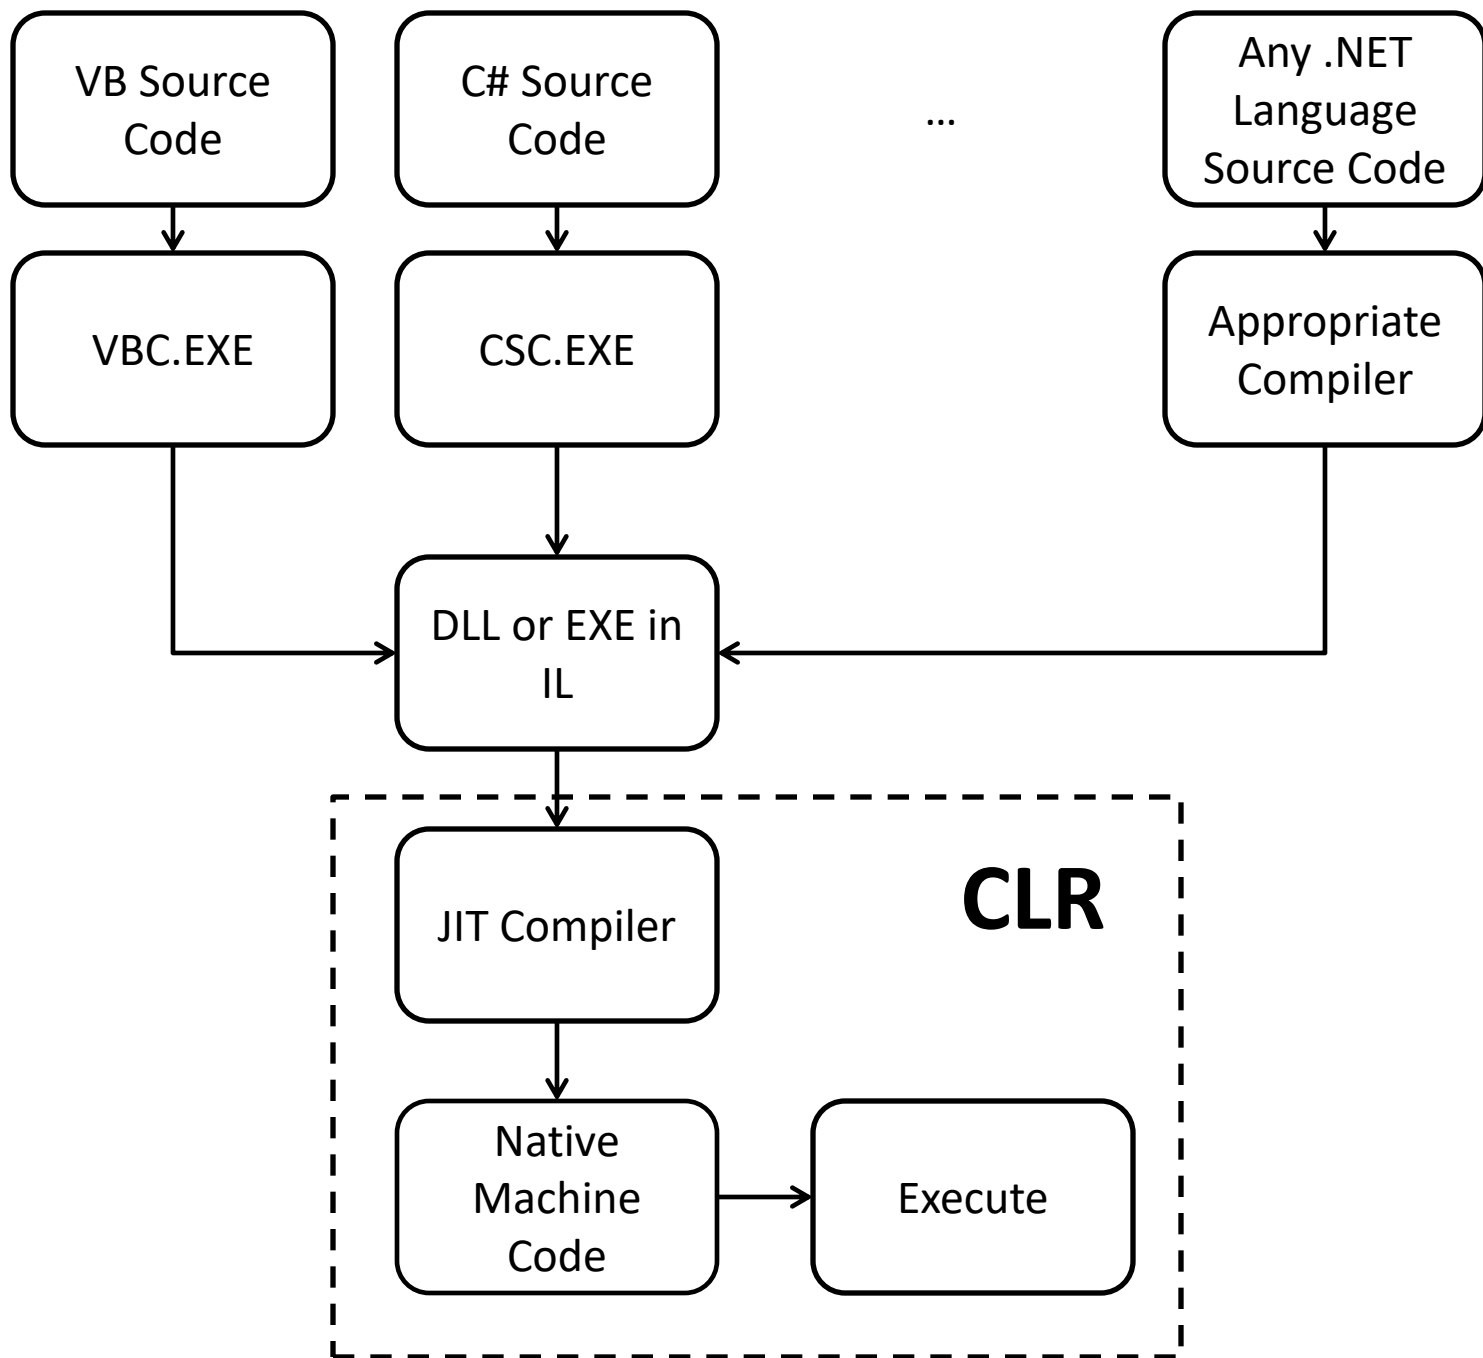 VB Source
Code
C# Source
Code
...
Any .NET
Language
Source Code
VBC.EXE
CSC.EXE
Appropriate
Compiler
DLL or EXE in
IL
JIT Compiler
CLR
Native
Machine
Code
Execute